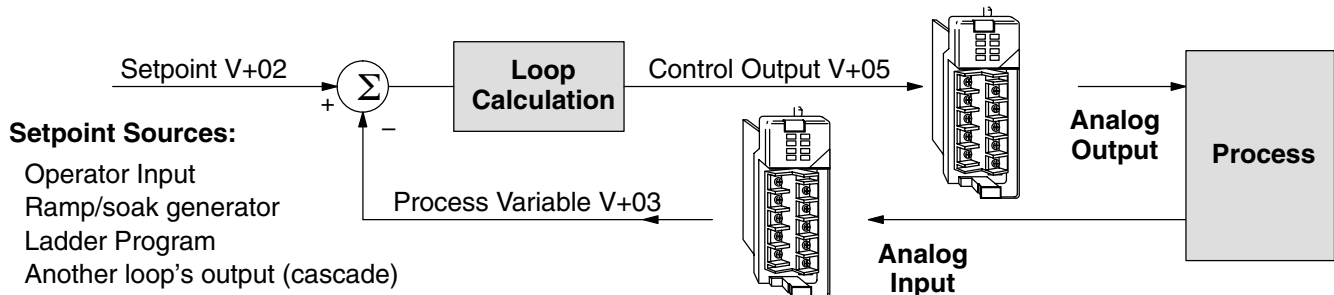 Setpoint V+02
+
Σ
−
Loop
Calculation
Control Output V+05
Analog
Output
Process
Setpoint Sources:
Operator Input
Ramp/soak generator
Ladder Program
Another loop's output (cascade)
Process Variable V+03
Analog
Input